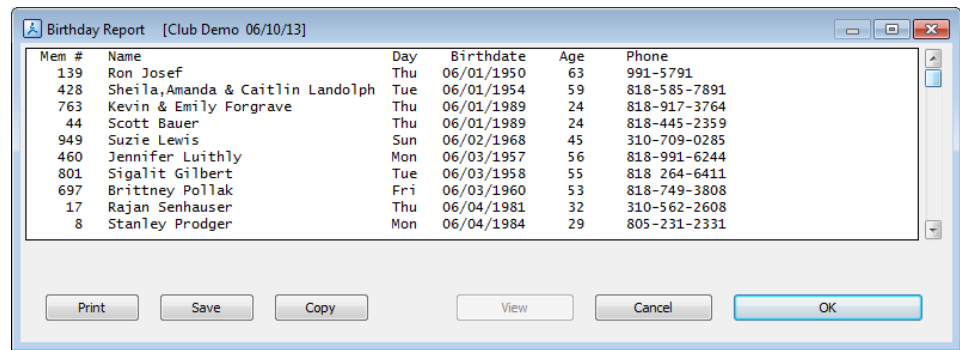 Birthday Report [Club Demo 06/10/13]
Mem # Name Day Birthdate Age Phone
139 Ron Josef Thu 06/01/1950 63 991-5791
428 Sheila,Amanda & Caitlin Landolph Tue 06/01/1954 59 818-585-7891
763 Kevin & Emily Forgrave Thu 06/01/1989 24 818-917-3764
44 Scott Bauer Thu 06/01/1989 24 818-445-2359
949 Suzie Lewis Sun 06/02/1968 45 310-709-0285
460 Jennifer Luithly Mon 06/03/1957 56 818-991-6244
801 Sigalit Gilbert Tue 06/03/1958 55 818 264-6411
697 Brittney Pollak Fri 06/03/1960 53 818-749-3808
17 Rajan Senhauser Thu 06/04/1981 32 310-562-2608
8 Stanley Prodger Mon 06/04/1984 29 805-231-2331
Print Save Copy View Cancel OK